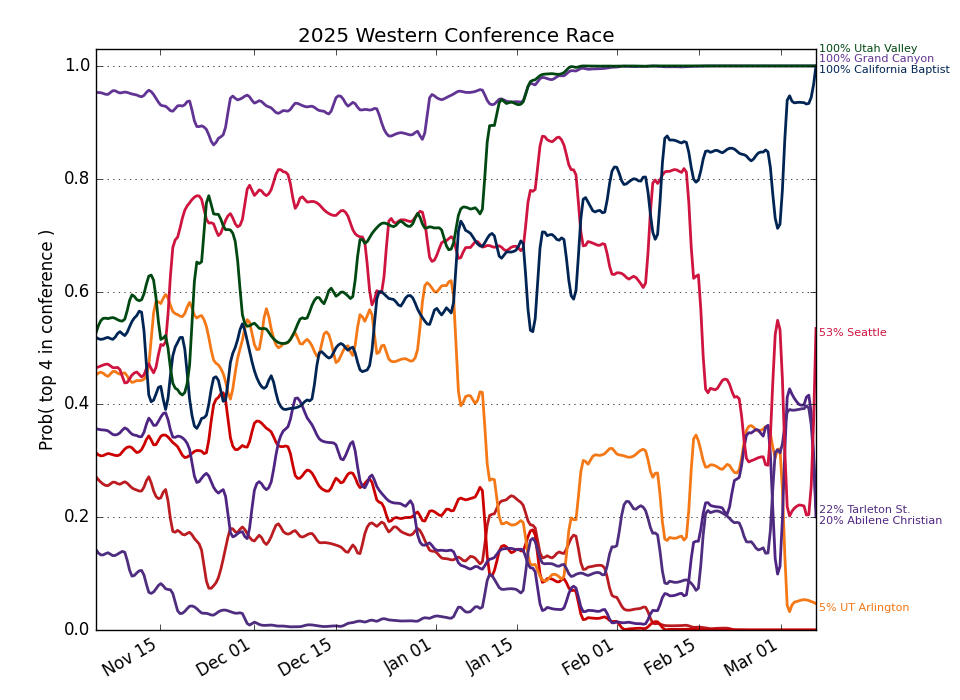 2025 Western Conference Race
Prob( top 4 in conference )
1.0
0.8
0.6
0.4
0.2
0.0
Nov 15
Dec 01
Dec 15
Jan 01
Jan 15
Feb 01
Feb 15
Mar 01
100% Utah Valley
100% Grand Canyon
100% California Baptist
53% Seattle
22% Tarleton St.
20% Abilene Christian
5% UT Arlington